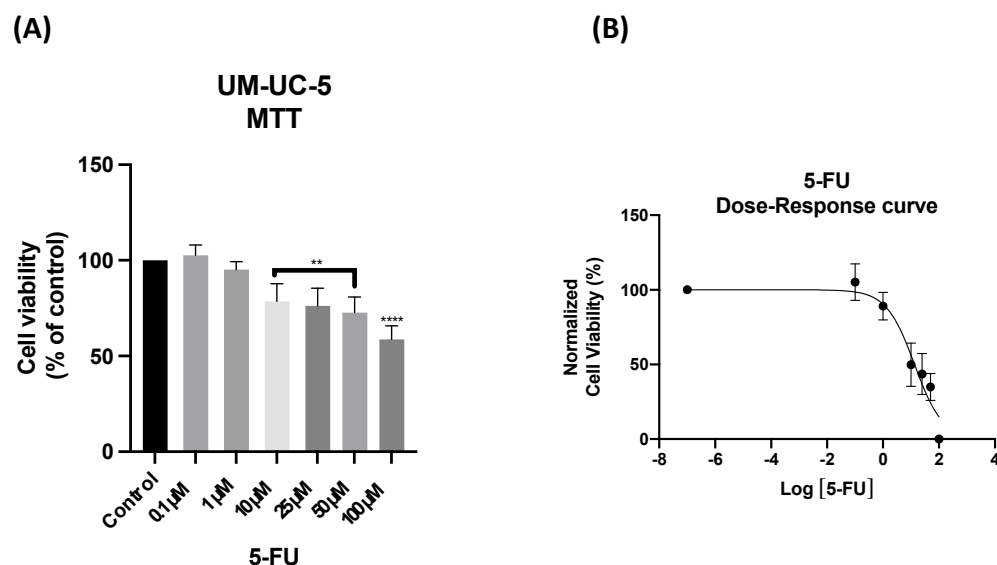 (A)
UM-UC-5
MTT
150
100
50
0
Cell viability
(% of control)
**
****
Control
0.1µM
1µM
10µM
25µM
50µM
100µM
5-FU
(B)
5-FU
Dose-Response curve
150
100
50
0
Normalized
Cell Viability (%)
-8
-6
-4
-2
0
2
4
Log [5-FU]